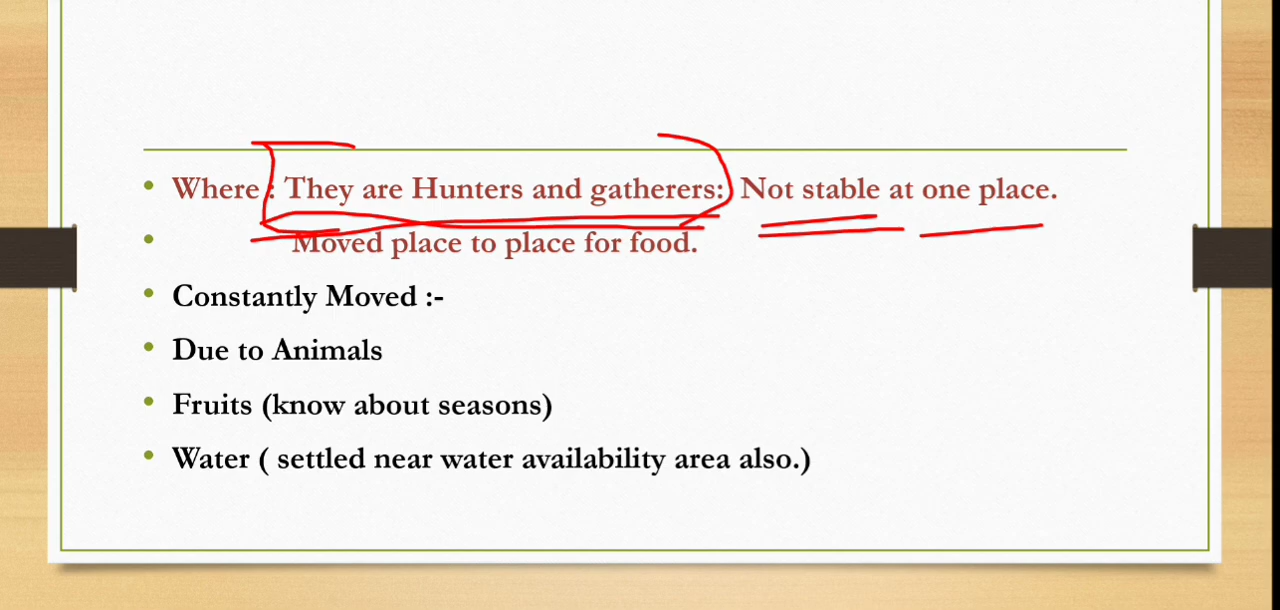 • Where : They are Hunters and gatherers: Not stable at one place.
• Moved place to place for food.
• Constantly Moved :-
• Due to Animals
• Fruits (know about seasons)
• Water ( settled near water availability area also.)